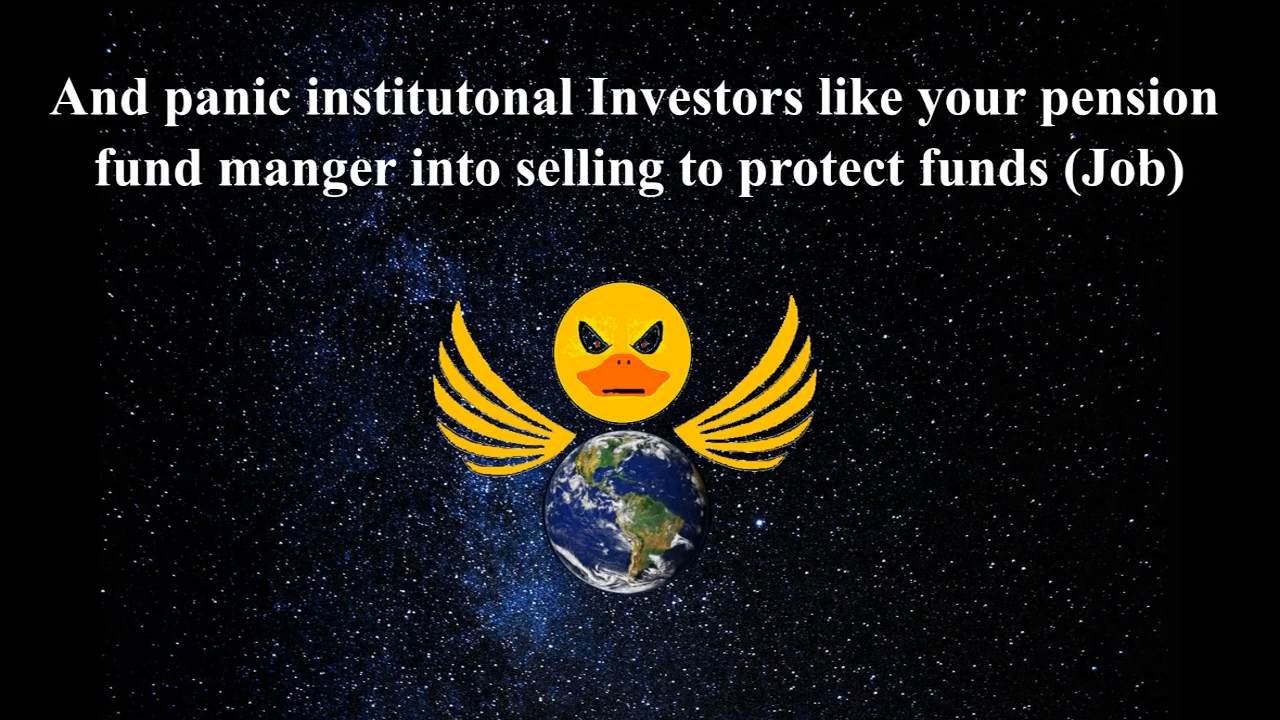 And panic institutonal Investors like your pension
fund manger into selling to protect funds (Job)